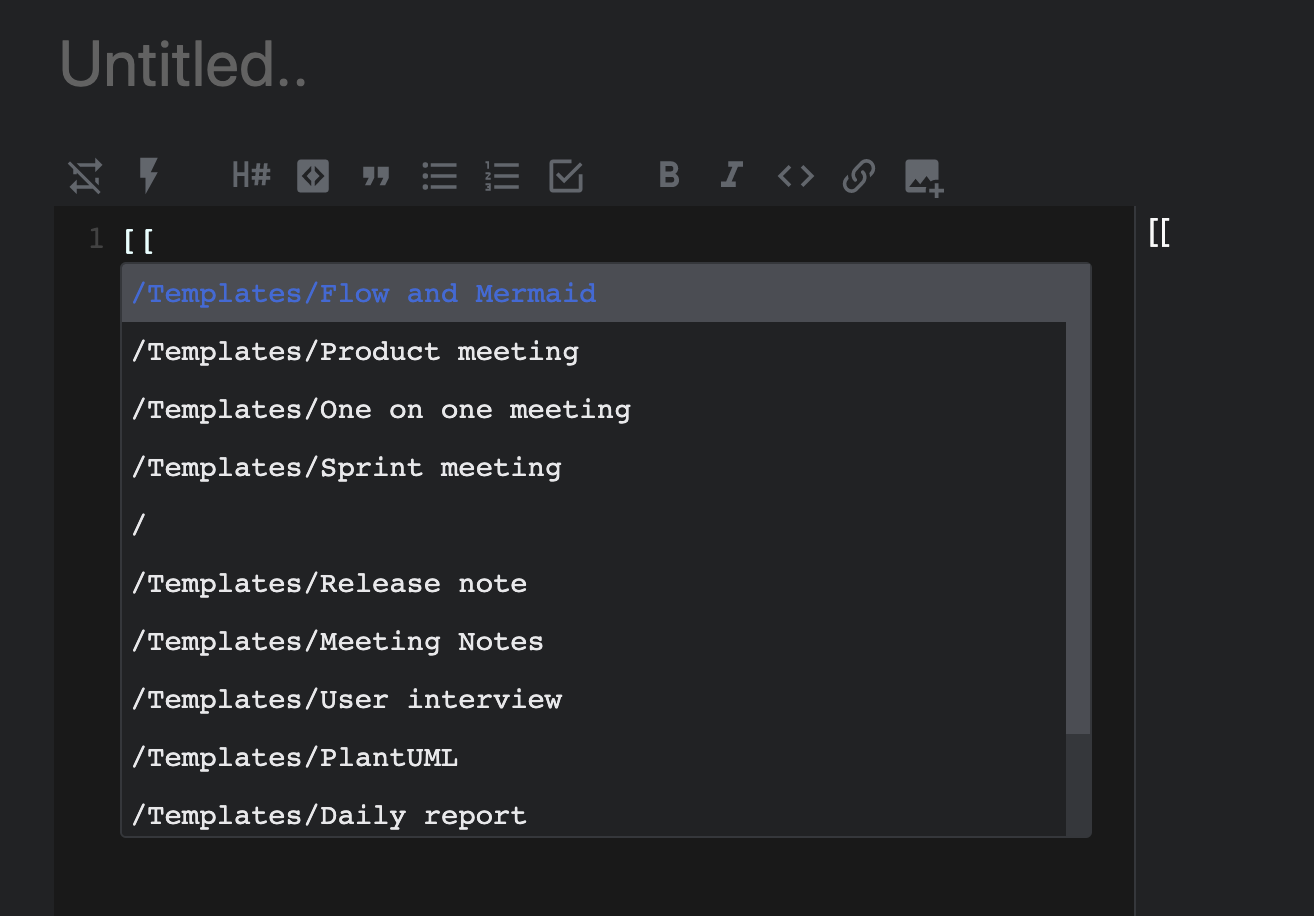 Untitled..
H# B I
1 [[
[[
/Templates/Flow and Mermaid
/Templates/Product meeting
/Templates/One on one meeting
/Templates/Sprint meeting
/
/Templates/Release note
/Templates/Meeting Notes
/Templates/User interview
/Templates/PlantUML
/Templates/Daily report